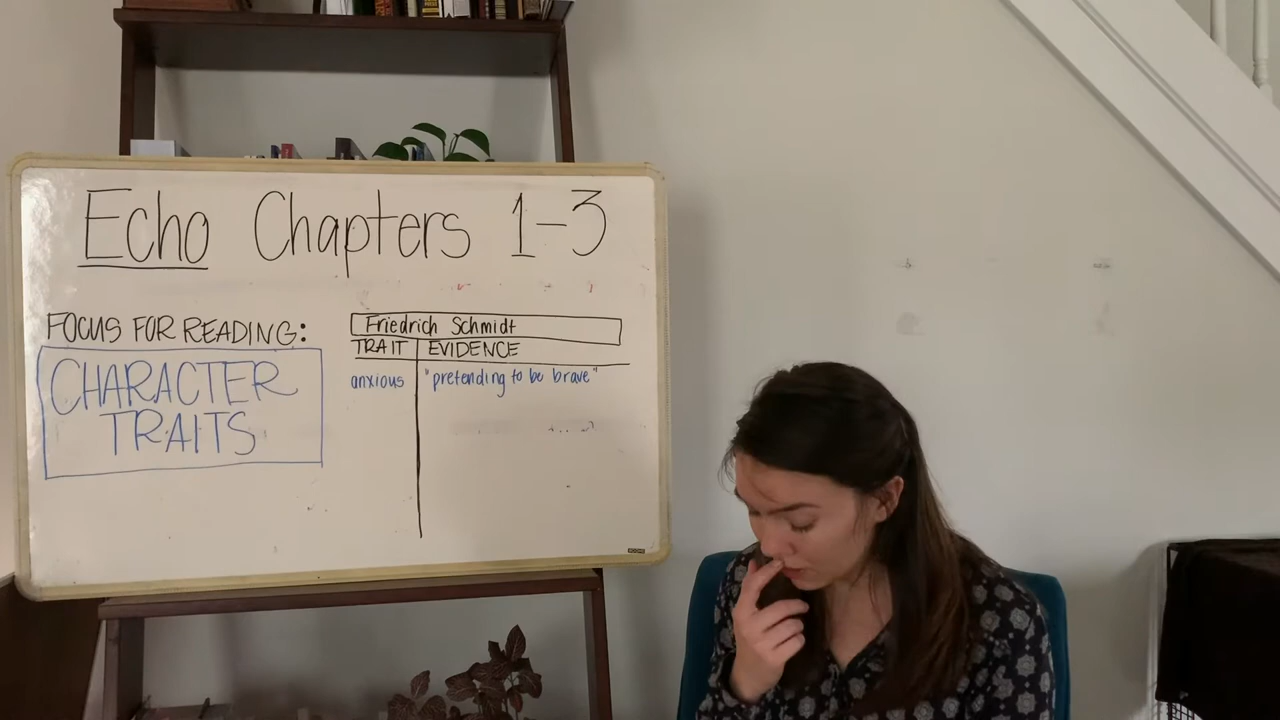 Echo Chapters 1-3
FOCUS FOR READING:
CHARACTER
TRAITS
Friedrich Schmidt
TRAIT EVIDENCE
anxious "pretending to be brave"